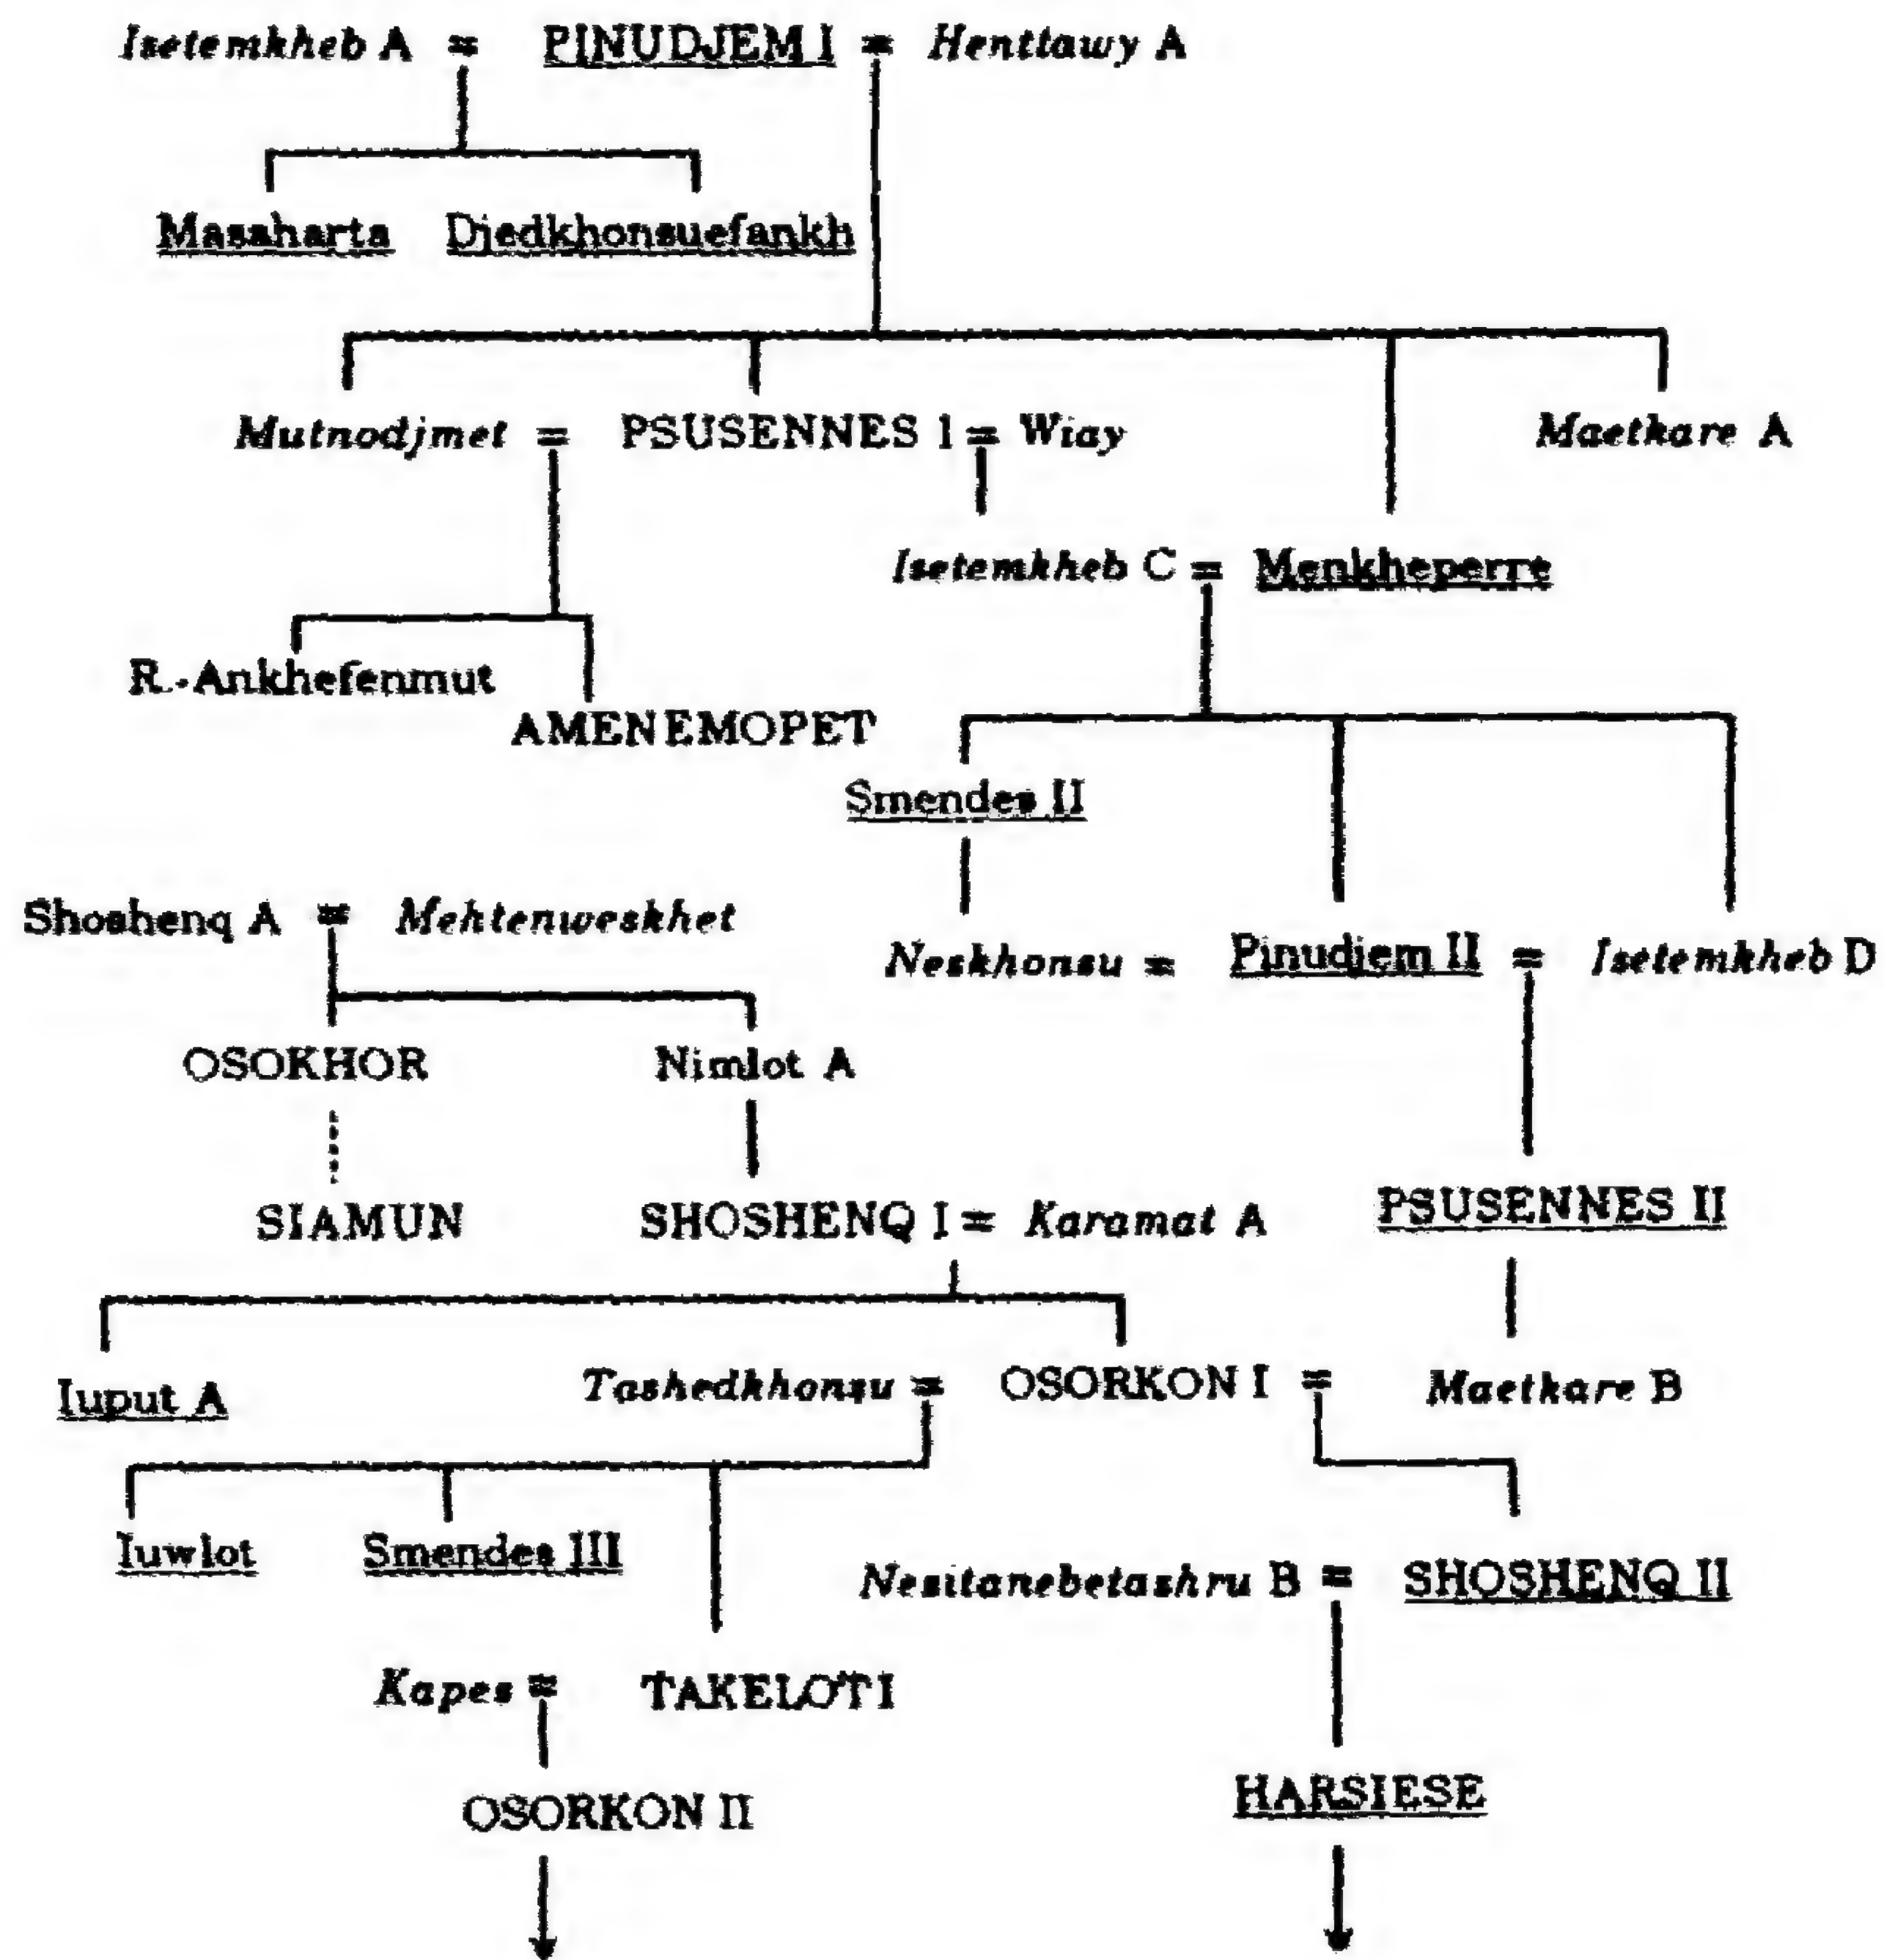 Isetemkheb A = PINUDJEM I = Henttawy A
Masaharta Djedkhonsuefankh
Mutnodjmet = PSUSENNES I = Wiay Maetkare A
Isetemkheb C = Menkheperre
R.-Ankhefenmut
AMENEMOPET
Smendes II
Shoshenq A = Mehtenweskhet
Neskhonsu = Pinudjem II = Isetemkheb D
OSOKHOR Nimlot A
SIAMUN SHOSHENQ I = Karamat A PSUSENNES II
Iuput A Tashedkhonsu = OSORKON I = Maetkare B
Iuwlot Smendes III
Nesitanebetashru B = SHOSHENQ II
Kapes = TAKELOT I
HARSIESE
OSORKON II